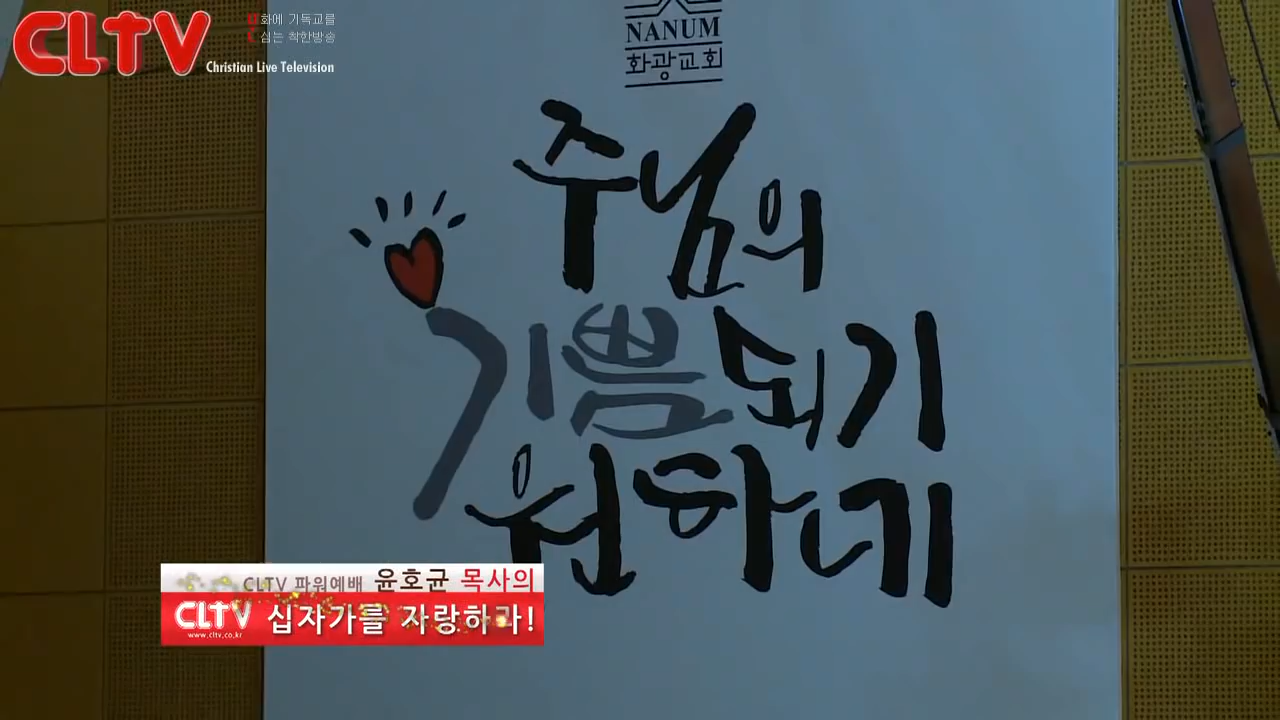 CLTV
화에 기독교를
심는 착한방송
Christian Live Television
NANUM
화광교회
주님의
기쁨되기
원하네
CLTV 파워예배 윤호균 목사의
CLTV 십자가를 자랑하라!
www.cltv.co.kr